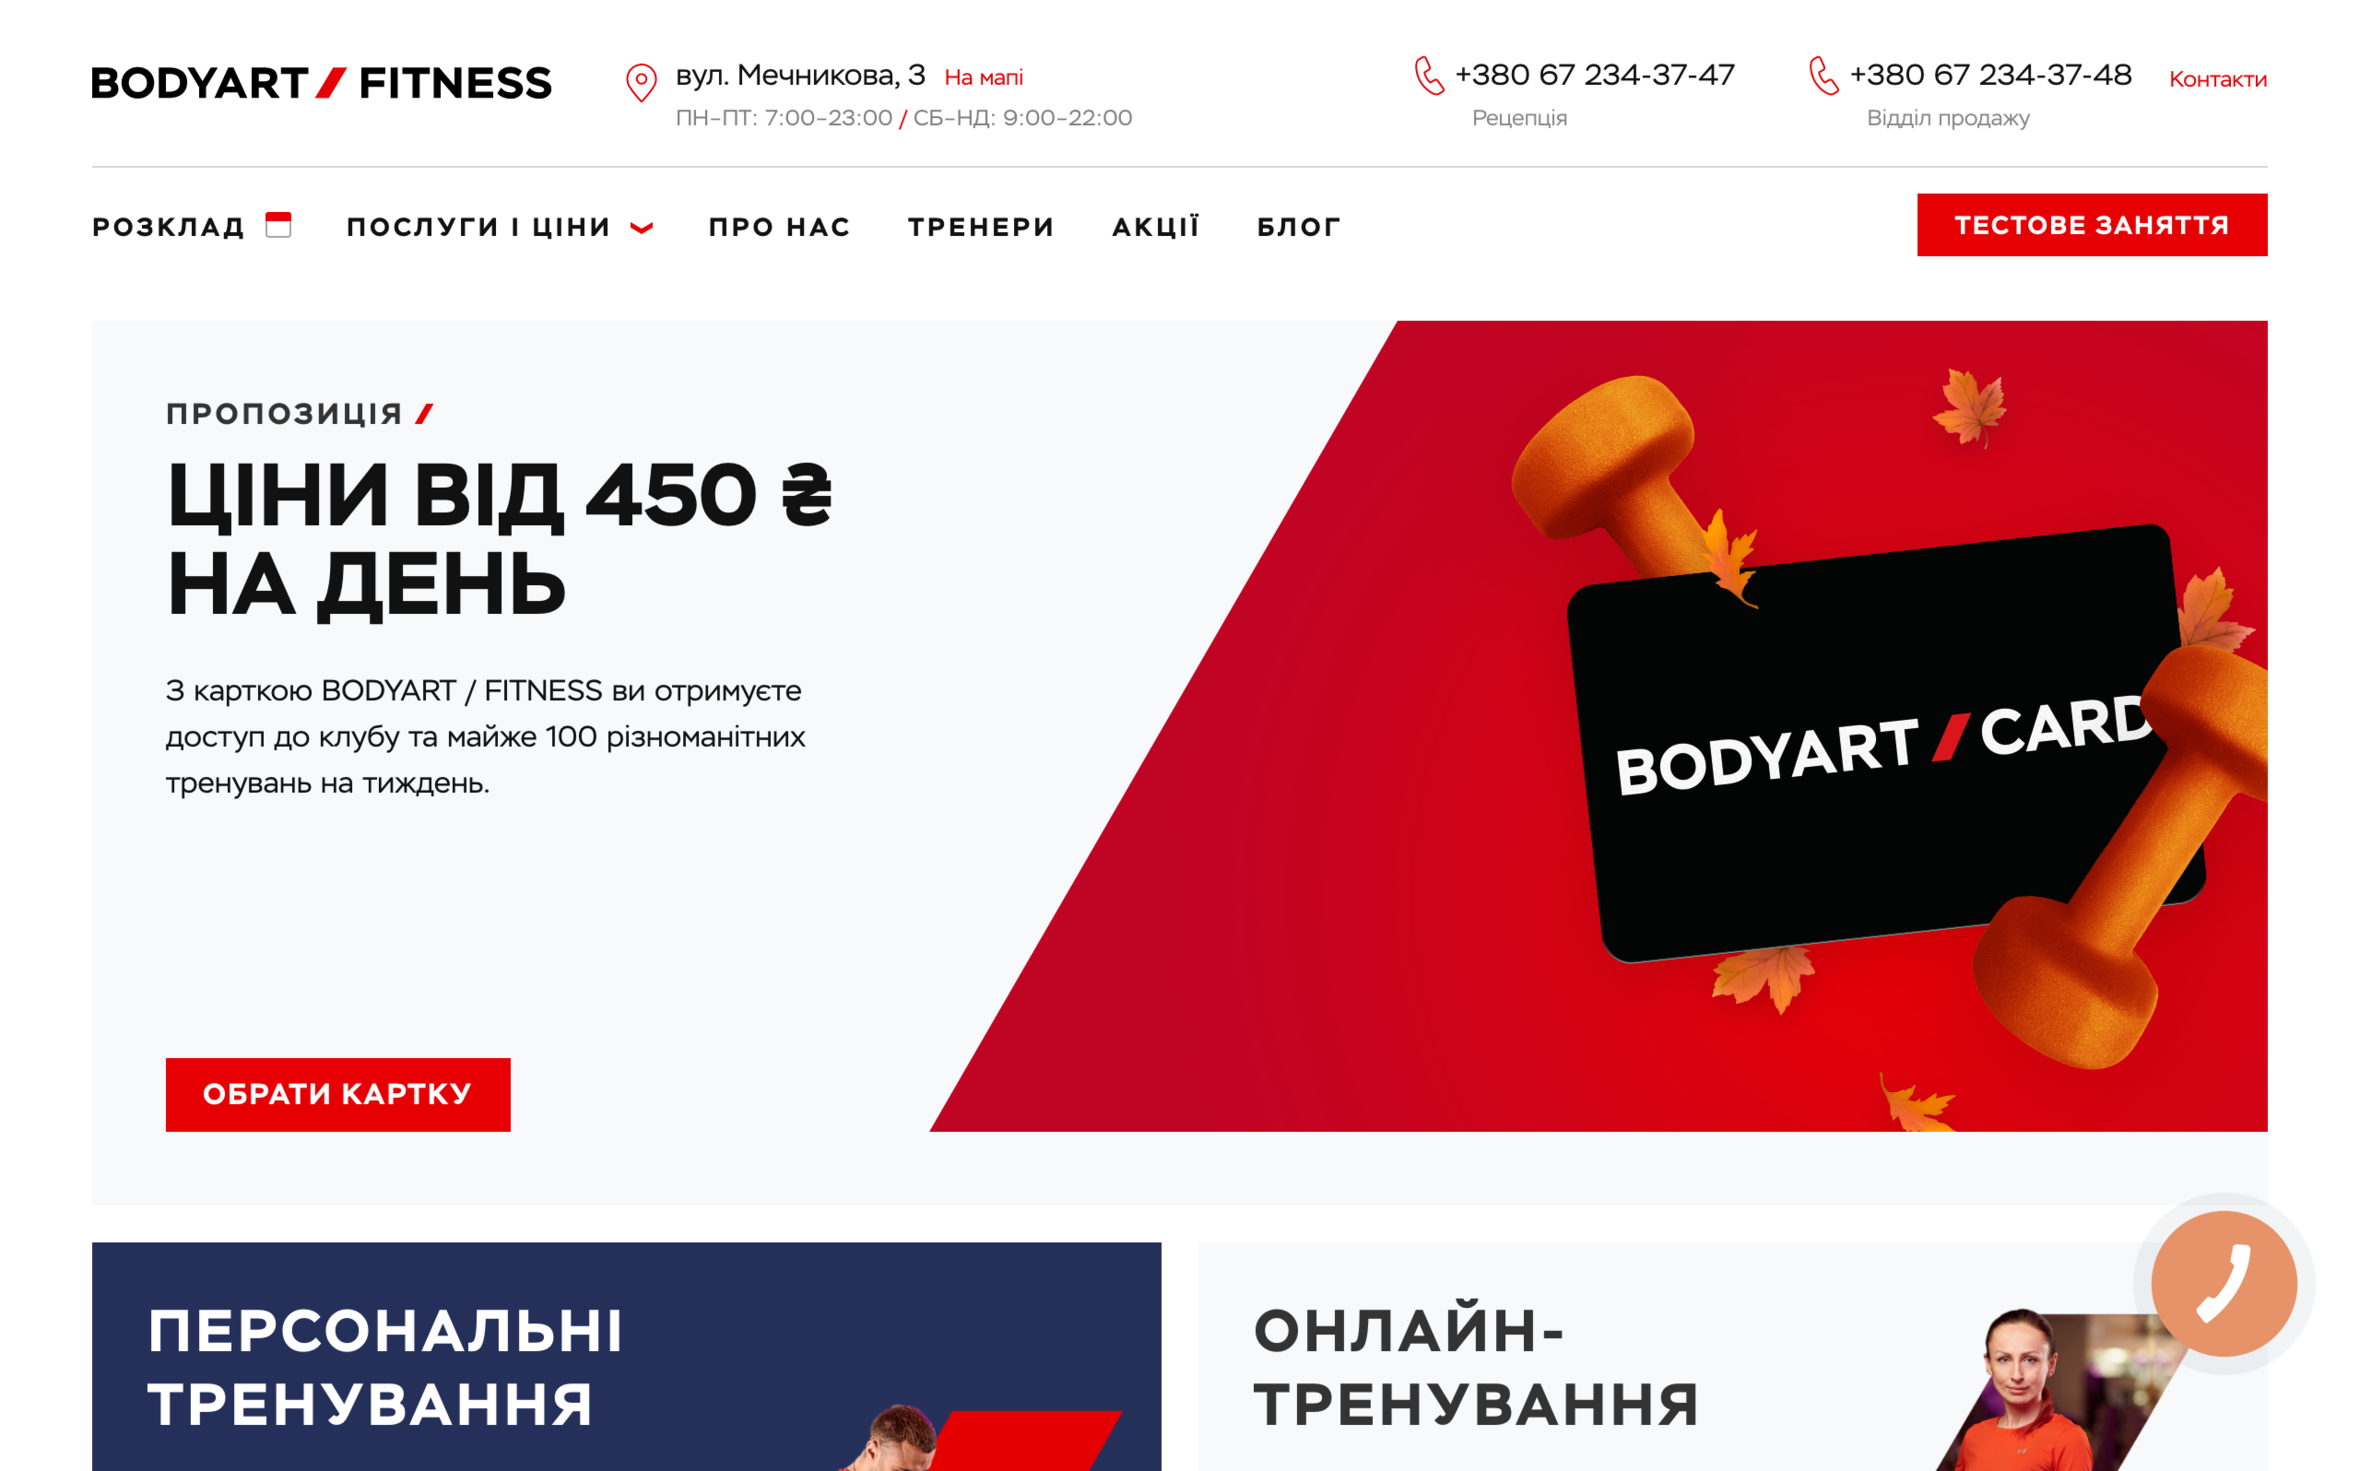 BODYART / FITNESS
вул. Мечникова, 3 На мапі
ПН–ПТ: 7:00–23:00 / СБ–НД: 9:00–22:00
+380 67 234-37-47
Рецепція
+380 67 234-37-48
Відділ продажу
Контакти
РОЗКЛАД ПОСЛУГИ І ЦІНИ ПРО НАС ТРЕНЕРИ АКЦІЇ БЛОГ
ТЕСТОВЕ ЗАНЯТТЯ
ПРОПОЗИЦІЯ /
ЦІНИ ВІД 450 ₴
НА ДЕНЬ
З карткою BODYART / FITNESS ви отримуєте
доступ до клубу та майже 100 різноманітних
тренувань на тиждень.
ОБРАТИ КАРТКУ
BODYART / CARD
ПЕРСОНАЛЬНІ
ТРЕНУВАННЯ
ОНЛАЙН-
ТРЕНУВАННЯ